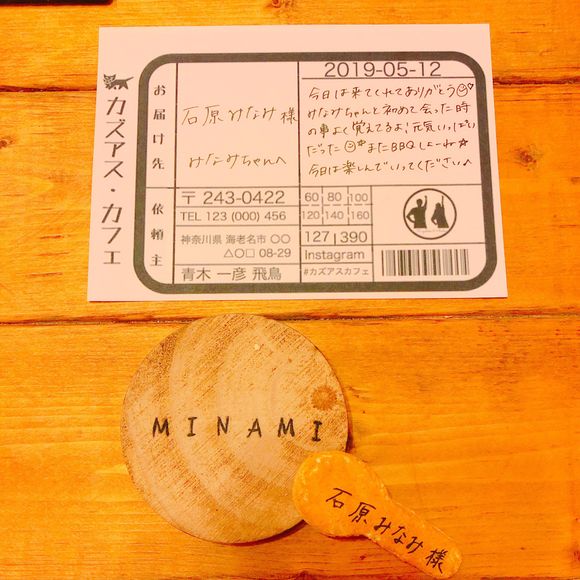 カズアス・カフェ
お届け先
石原 みなみ 様
みなみちゃんへ
2019-05-12
今日は来てくれてありがとう
みなみちゃんと初めて会った時
の事よく覚えてるよ!元気いっぱい
だった またBBQしよーね☆
今日は楽しんでいってください
依頼主
〒 243-0422
TEL 123 (000) 456
神奈川県 海老名市 〇〇
△〇□ 08-29
青木 一彦 飛鳥
60 80 100
120 140 160
127 390
Instagram
#カズアスカフェ
MINAMI
石原みなみ 様